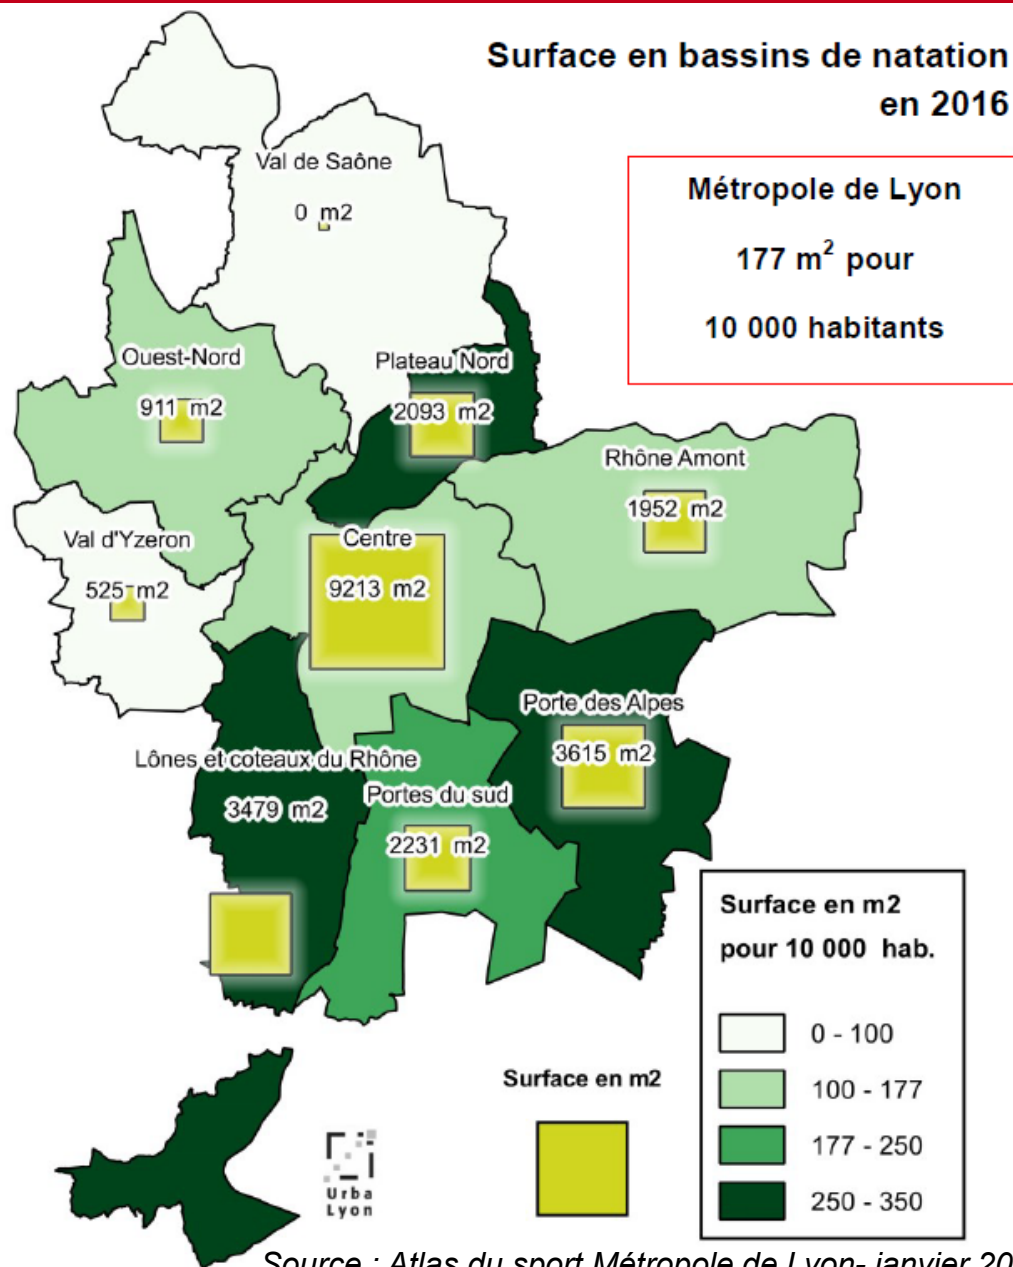 Surface en bassins de natation
en 2016
Métropole de Lyon
177 m² pour
10 000 habitants
Val de Saône
0 m2
Ouest-Nord
911 m2
Plateau Nord
2093 m2
Rhône Amont
1952 m2
Val d'Yzeron
525 m2
Centre
9213 m2
Porte des Alpes
3615 m2
Lônes et coteaux du Rhône
3479 m2
Portes du sud
2231 m2
Surface en m2
pour 10 000 hab.
0 - 100
100 - 177
177 - 250
250 - 350
Surface en m2
Urba
Lyon
Source : Atlas du sport Métropole de Lyon- janvier 20